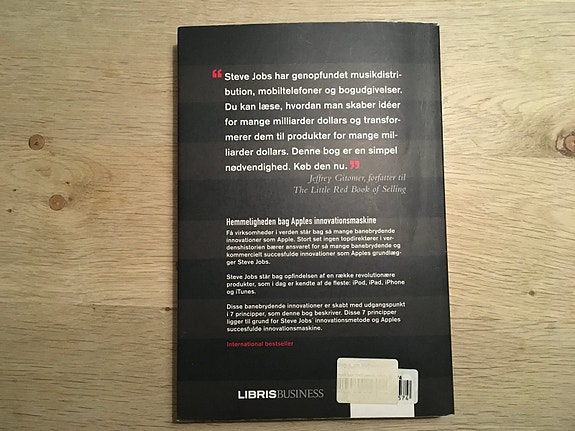 “ Steve Jobs har genopfundet musikdistri-
bution, mobiltelefoner og bogudgivelser.
Du kan læse, hvordan man skaber idéer
for mange milliarder dollars og transfor-
merer dem til produkter for mange mil-
liarder dollars. Denne bog er en simpel
nødvendighed. Køb den nu. ”
Jeffrey Gitomer, forfatter til
The Little Red Book of Selling
Hemmeligheden bag Apples innovationsmaskine
Få virksomheder i verden står bag så mange banebrydende
innovationer som Apple. Stort set ingen topdirektører i ver-
denshistorien bærer ansvaret for så mange banebrydende og
kommercielt succesfulde innovationer som Apples grundlæg-
ger Steve Jobs.
Steve Jobs står bag opfindelsen af en række revolutionære
produkter, som i dag er kendte af de fleste: iPod, iPad, iPhone
og iTunes.
Disse banebrydende innovationer er skabt med udgangspunkt
i 7 principper, som denne bog beskriver. Disse 7 principper
ligger til grund for Steve Jobs' innovationsmetode og Apples
succesfulde innovationsmaskine.
International bestseller
LIBRISBUSINESS